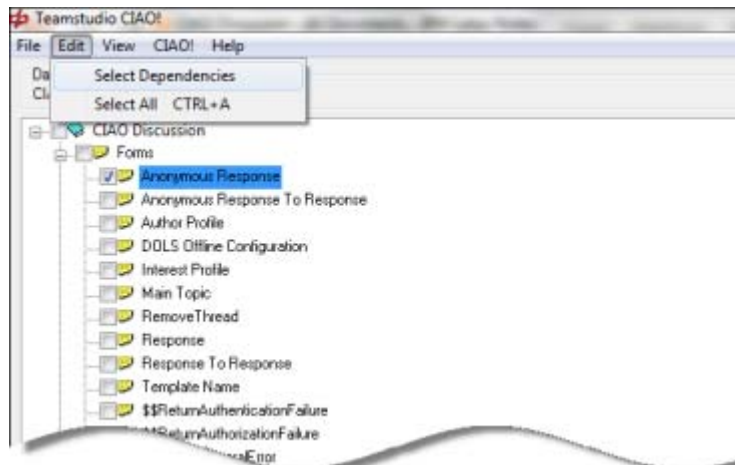 Teamstudio CIAO!
File Edit View CIAO! Help
Da
Select Dependencies
Select All CTRL+A
CIAO Discussion
Forms
Anonymous Response
Anonymous Response To Response
Author Profile
DOLS Offline Configuration
Interest Profile
Main Topic
RemoveThread
Response
Response To Response
Template Name
$$ReturnAuthenticationFailure
$$ReturnAuthorizationFailure